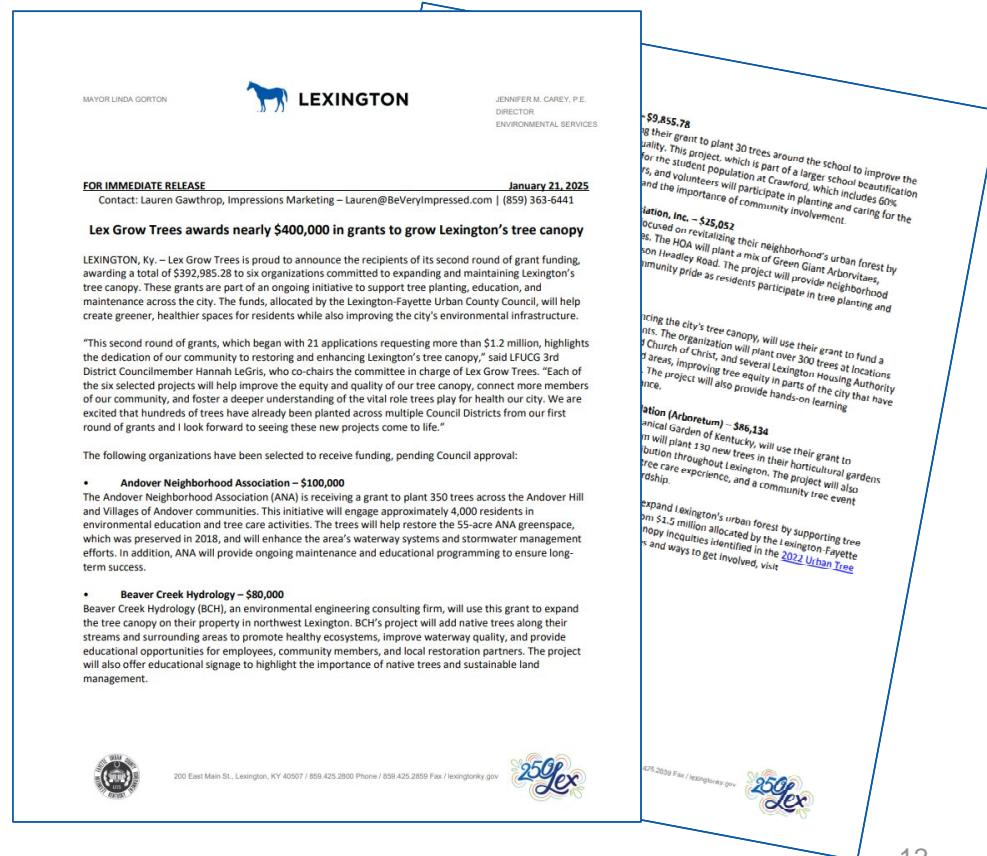 MAYOR LINDA GORTON
LEXINGTON
JENNIFER M. CAREY, P.E.
DIRECTOR
ENVIRONMENTAL SERVICES
FOR IMMEDIATE RELEASE January 21, 2025
Contact: Lauren Gawthrop, Impressions Marketing – Lauren@BeVeryImpressed.com | (859) 363-6441
Lex Grow Trees awards nearly $400,000 in grants to grow Lexington's tree canopy
LEXINGTON, Ky. – Lex Grow Trees is proud to announce the recipients of its second round of grant funding,
awarding a total of $392,985.28 to six organizations committed to expanding and maintaining Lexington's
tree canopy. These grants are part of an ongoing initiative to support tree planting, education, and
maintenance across the city. The funds, allocated by the Lexington-Fayette Urban County Council, will help
create greener, healthier spaces for residents while also improving the city's environmental infrastructure.
"This second round of grants, which began with 21 applications requesting more than $1.2 million, highlights
the dedication of our community to restoring and enhancing Lexington's tree canopy," said LFUCG 3rd
District Councilmember Hannah LeGris, who co-chairs the committee in charge of Lex Grow Trees. "Each of
the six selected projects will help improve the equity and quality of our tree canopy, connect more members
of our community, and foster a deeper understanding of the vital role trees play for health our city. We are
excited that hundreds of trees have already been planted across multiple Council Districts from our first
round of grants and I look forward to seeing these new projects come to life."
The following organizations have been selected to receive funding, pending Council approval:
• Andover Neighborhood Association – $100,000
The Andover Neighborhood Association (ANA) is receiving a grant to plant 350 trees across the Andover Hill
and Villages of Andover communities. This initiative will engage approximately 4,000 residents in
environmental education and tree care activities. The trees will help restore the 55-acre ANA greenspace,
which was preserved in 2018, and will enhance the area's waterway systems and stormwater management
efforts. In addition, ANA will provide ongoing maintenance and educational programming to ensure long-
term success.
• Beaver Creek Hydrology – $80,000
Beaver Creek Hydrology (BCH), an environmental engineering consulting firm, will use this grant to expand
the tree canopy on their property in northwest Lexington. BCH's project will add native trees along their
streams and surrounding areas to promote healthy ecosystems, improve waterway quality, and provide
educational opportunities for employees, community members, and local restoration partners. The project
will also offer educational signage to highlight the importance of native trees and sustainable land
management.
200 East Main St., Lexington, KY 40507 / 859.425.2800 Phone / 859.425.2859 Fax / lexingtonky.gov
250 Lex
– $9,855.78
their grant to plant 30 trees around the school to improve the
This project, which is part of a larger school beautification
for the student population at Crawford, which includes 60%
and volunteers will participate in planting and caring for the
and the importance of community involvement.
Inc. – $25,052
focused on revitalizing their neighborhood's urban forest by
The HOA will plant a mix of Green Giant Arborvitaes,
Headley Road. The project will provide neighborhood
pride as residents participate in tree planting and
the city's tree canopy, will use their grant to fund a
The organization will plant over 300 trees at locations
Church of Christ, and several Lexington Housing Authority
areas, improving tree equity in parts of the city that have
The project will also provide hands-on learning
(Arboretum) – $86,134
Garden of Kentucky, will use their grant to
will plant 130 new trees in their horticultural gardens
throughout Lexington. The project will also
tree care experience, and a community tree event
expand Lexington's urban forest by supporting tree
$1.5 million allocated by the Lexington-Fayette
inequities identified in the 2022 Urban Tree
and ways to get involved, visit
Fax / lexingtonky.gov
250 Lex